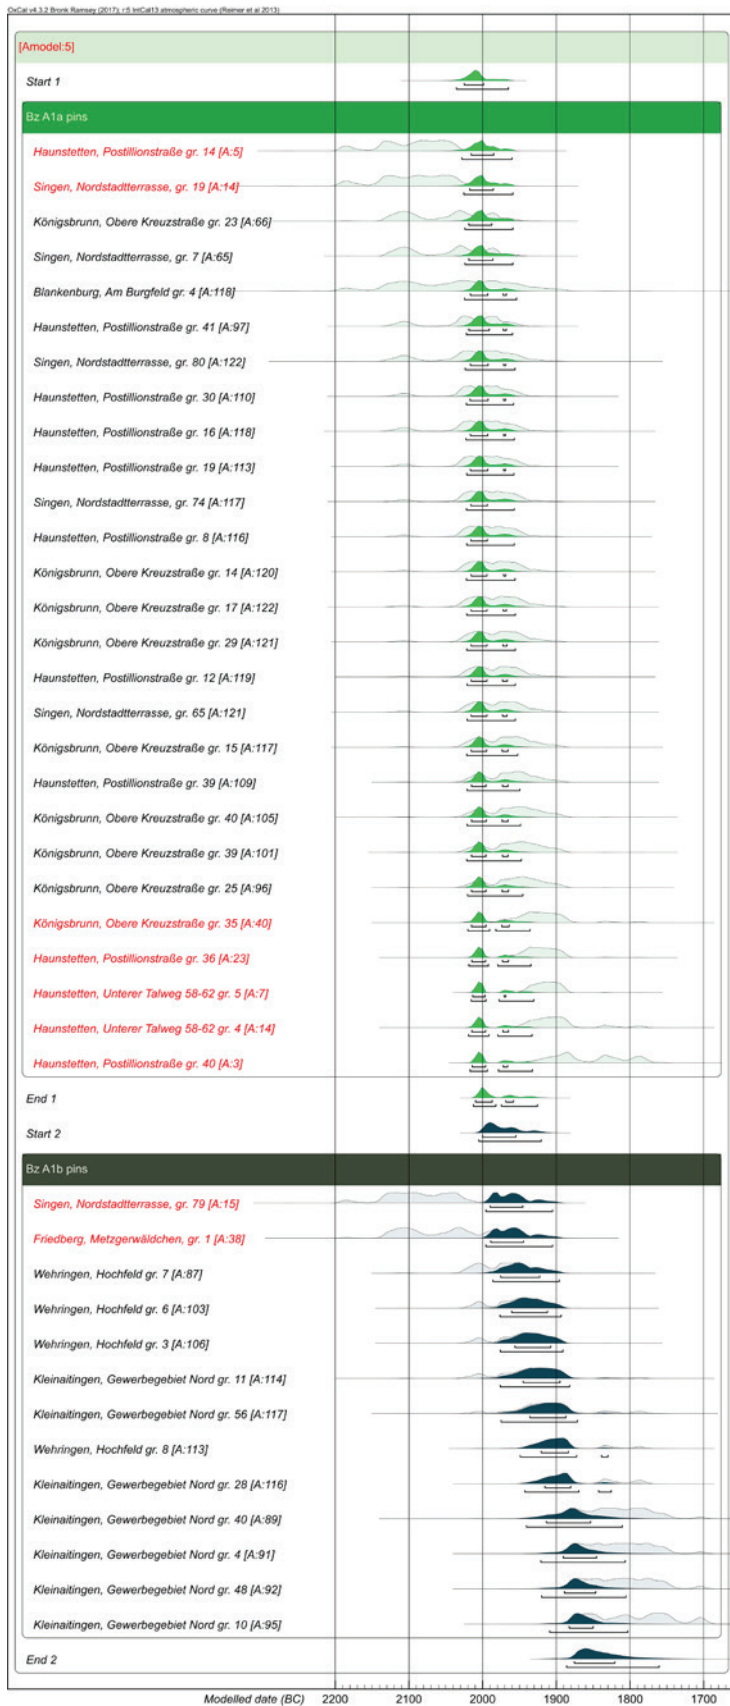 OxCal v4.3.2 Bronk Ramsey (2017); r:5 IntCal13 atmospheric curve (Reimer et al 2013)
[Amodel:5]
Start 1
Bz A1a pins
Haunstetten, Postillionstraße gr. 14 [A:5]
Singen, Nordstadtterrasse, gr. 19 [A:14]
Königsbrunn, Obere Kreuzstraße gr. 23 [A:66]
Singen, Nordstadtterrasse, gr. 7 [A:65]
Blankenburg, Am Burgfeld gr. 4 [A:118]
Haunstetten, Postillionstraße gr. 41 [A:97]
Singen, Nordstadtterrasse, gr. 80 [A:122]
Haunstetten, Postillionstraße gr. 30 [A:110]
Haunstetten, Postillionstraße gr. 16 [A:118]
Haunstetten, Postillionstraße gr. 19 [A:113]
Singen, Nordstadtterrasse, gr. 74 [A:117]
Haunstetten, Postillionstraße gr. 8 [A:116]
Königsbrunn, Obere Kreuzstraße gr. 14 [A:120]
Königsbrunn, Obere Kreuzstraße gr. 17 [A:122]
Königsbrunn, Obere Kreuzstraße gr. 29 [A:121]
Haunstetten, Postillionstraße gr. 12 [A:119]
Singen, Nordstadtterrasse, gr. 65 [A:121]
Königsbrunn, Obere Kreuzstraße gr. 15 [A:117]
Haunstetten, Postillionstraße gr. 39 [A:109]
Königsbrunn, Obere Kreuzstraße gr. 40 [A:105]
Königsbrunn, Obere Kreuzstraße gr. 39 [A:101]
Königsbrunn, Obere Kreuzstraße gr. 25 [A:96]
Königsbrunn, Obere Kreuzstraße gr. 35 [A:40]
Haunstetten, Postillionstraße gr. 36 [A:23]
Haunstetten, Unterer Talweg 58-62 gr. 5 [A:7]
Haunstetten, Unterer Talweg 58-62 gr. 4 [A:14]
Haunstetten, Postillionstraße gr. 40 [A:3]
End 1
Start 2
Bz A1b pins
Singen, Nordstadtterrasse, gr. 79 [A:15]
Friedberg, Metzgerwäldchen, gr. 1 [A:38]
Wehringen, Hochfeld gr. 7 [A:87]
Wehringen, Hochfeld gr. 6 [A:103]
Wehringen, Hochfeld gr. 3 [A:106]
Kleinaitingen, Gewerbegebiet Nord gr. 11 [A:114]
Kleinaitingen, Gewerbegebiet Nord gr. 56 [A:117]
Wehringen, Hochfeld gr. 8 [A:113]
Kleinaitingen, Gewerbegebiet Nord gr. 28 [A:116]
Kleinaitingen, Gewerbegebiet Nord gr. 40 [A:89]
Kleinaitingen, Gewerbegebiet Nord gr. 4 [A:91]
Kleinaitingen, Gewerbegebiet Nord gr. 48 [A:92]
Kleinaitingen, Gewerbegebiet Nord gr. 10 [A:95]
End 2
Modelled date (BC) 2200 2100 2000 1900 1800 1700